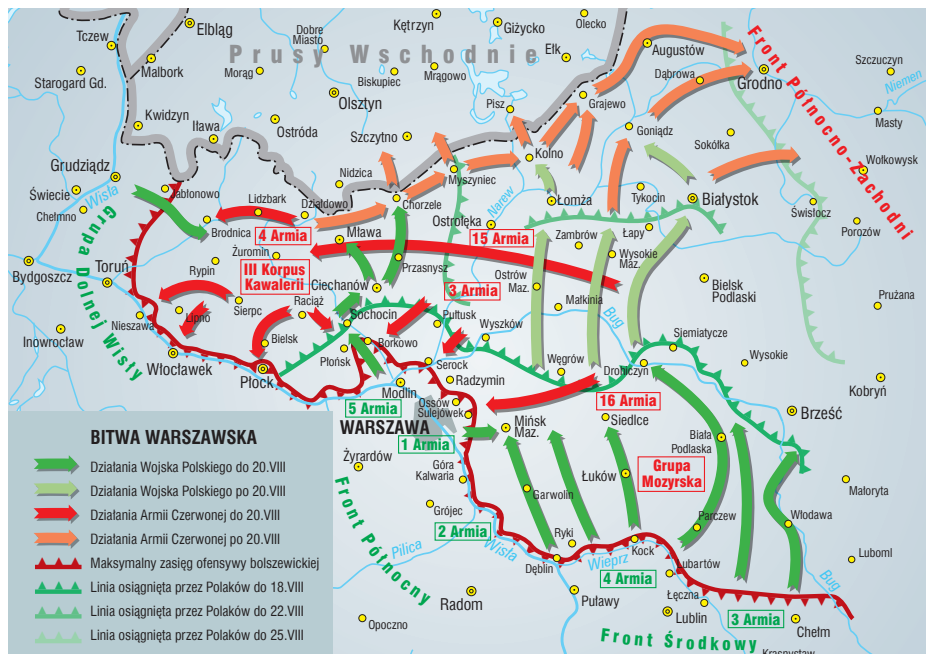 Tczew
Elbląg
Kętrzyn
Giżycko
Olecko
Dobre
Miasto
Malbork
Prusy Wschodnie
Ełk
Augustów
Starogard Gd.
Morąg
Biskupiec
Mrągowo
Dąbrowa
Grodno
Szczuczyn
Niemen
Olsztyn
Pisz
Grajewo
Kwidzyn
Iława
Ostróda
Szczytno
Goniądz
Masty
Sokółka
Front Północno-Zachodni
Grudziądz
Kolno
Wołkowysk
Świecie
Wisła
Jabłonowo
Nidzica
Myszyniec
Chełmno
Lidzbark
Działdowo
Chorzele
Narew
Łomża
Tykocin
Białystok
Świsłocz
Grupa Dolnej Wisły
Brodnica
4 Armia
Ostrołęka
15 Armia
Zambrów
Łapy
Porozów
Żuromin
Mława
Wysokie
Maz.
Bydgoszcz
Toruń
Rypin
III Korpus
Kawalerii
Przasnysz
Ostrów
Maz.
Bielsk
Podlaski
Ciechanów
3 Armia
Małkinia
Prużana
Nieszawa
Lipno
Sierpc
Raciąż
Sochocin
Pułtusk
Bug
Inowrocław
Bielsk
Płońsk
Borkowo
Wyszków
Siemiatycze
Włocławek
Płock
Serock
Węgrów
Drohiczyn
Wysokie
Radzymin
Kobryń
Modlin
16 Armia
5 Armia
Ossów
Sulejówek
Siedlce
Brześć
WARSZAWA
1 Armia
Mińsk
Maz.
Biała
Podlaska
Żyrardów
Góra
Kalwaria
Łuków
Grupa
Mozyrska
Małoryta
Garwolin
Grójec
Front Północny
2 Armia
Parczew
Włodawa
Pilica
Wisła
Ryki
Kock
Luboml
Dęblin
Wieprz
Lubartów
4 Armia
Bug
Radom
Puławy
Łęczna
Lublin
3 Armia
Chełm
Opoczno
Front Środkowy
Krasnystaw
BITWA WARSZAWSKA
Działania Wojska Polskiego do 20.VIII
Działania Wojska Polskiego po 20.VIII
Działania Armii Czerwonej do 20.VIII
Działania Armii Czerwonej po 20.VIII
Maksymalny zasięg ofensywy bolszewickiej
Linia osiągnięta przez Polaków do 18.VIII
Linia osiągnięta przez Polaków do 22.VIII
Linia osiągnięta przez Polaków do 25.VIII